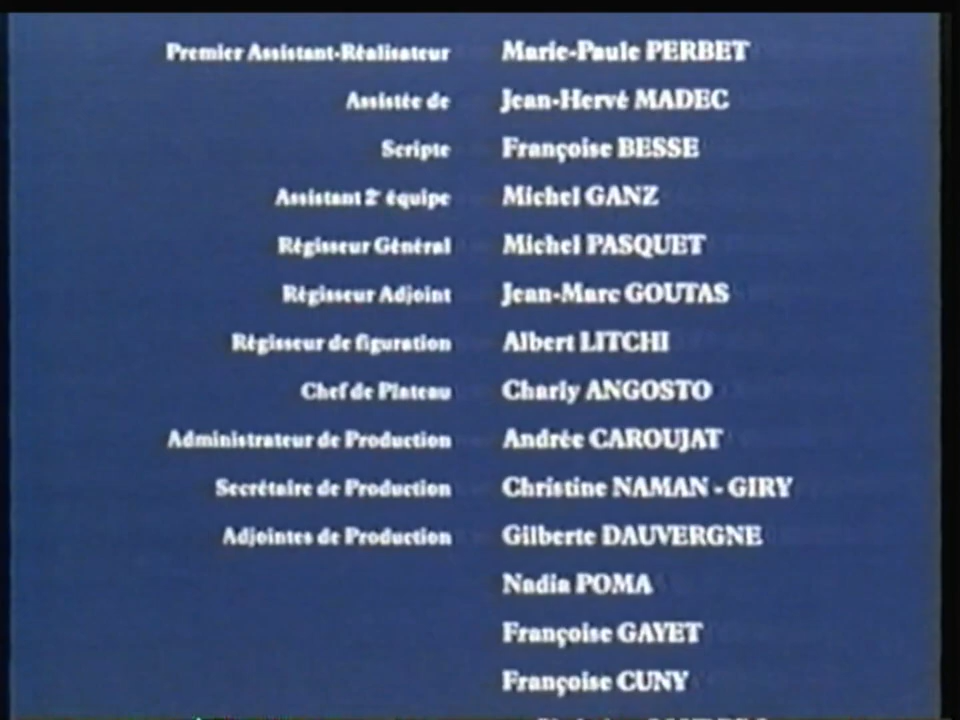 Premier Assistant-Réalisateur Marie-Paule PERBET
Assistée de Jean-Hervé MADEC
Scripte Françoise BESSE
Assistant 2e équipe Michel GANZ
Régisseur Général Michel PASQUET
Régisseur Adjoint Jean-Marc GOUTAS
Régisseur de figuration Albert LITCHI
Chef de Plateau Charly ANGOSTO
Administrateur de Production Andrée CAROUJAT
Secrétaire de Production Christine NAMAN - GIRY
Adjointes de Production Gilberte DAUVERGNE
Nadia POMA
Françoise GAYET
Françoise CUNY